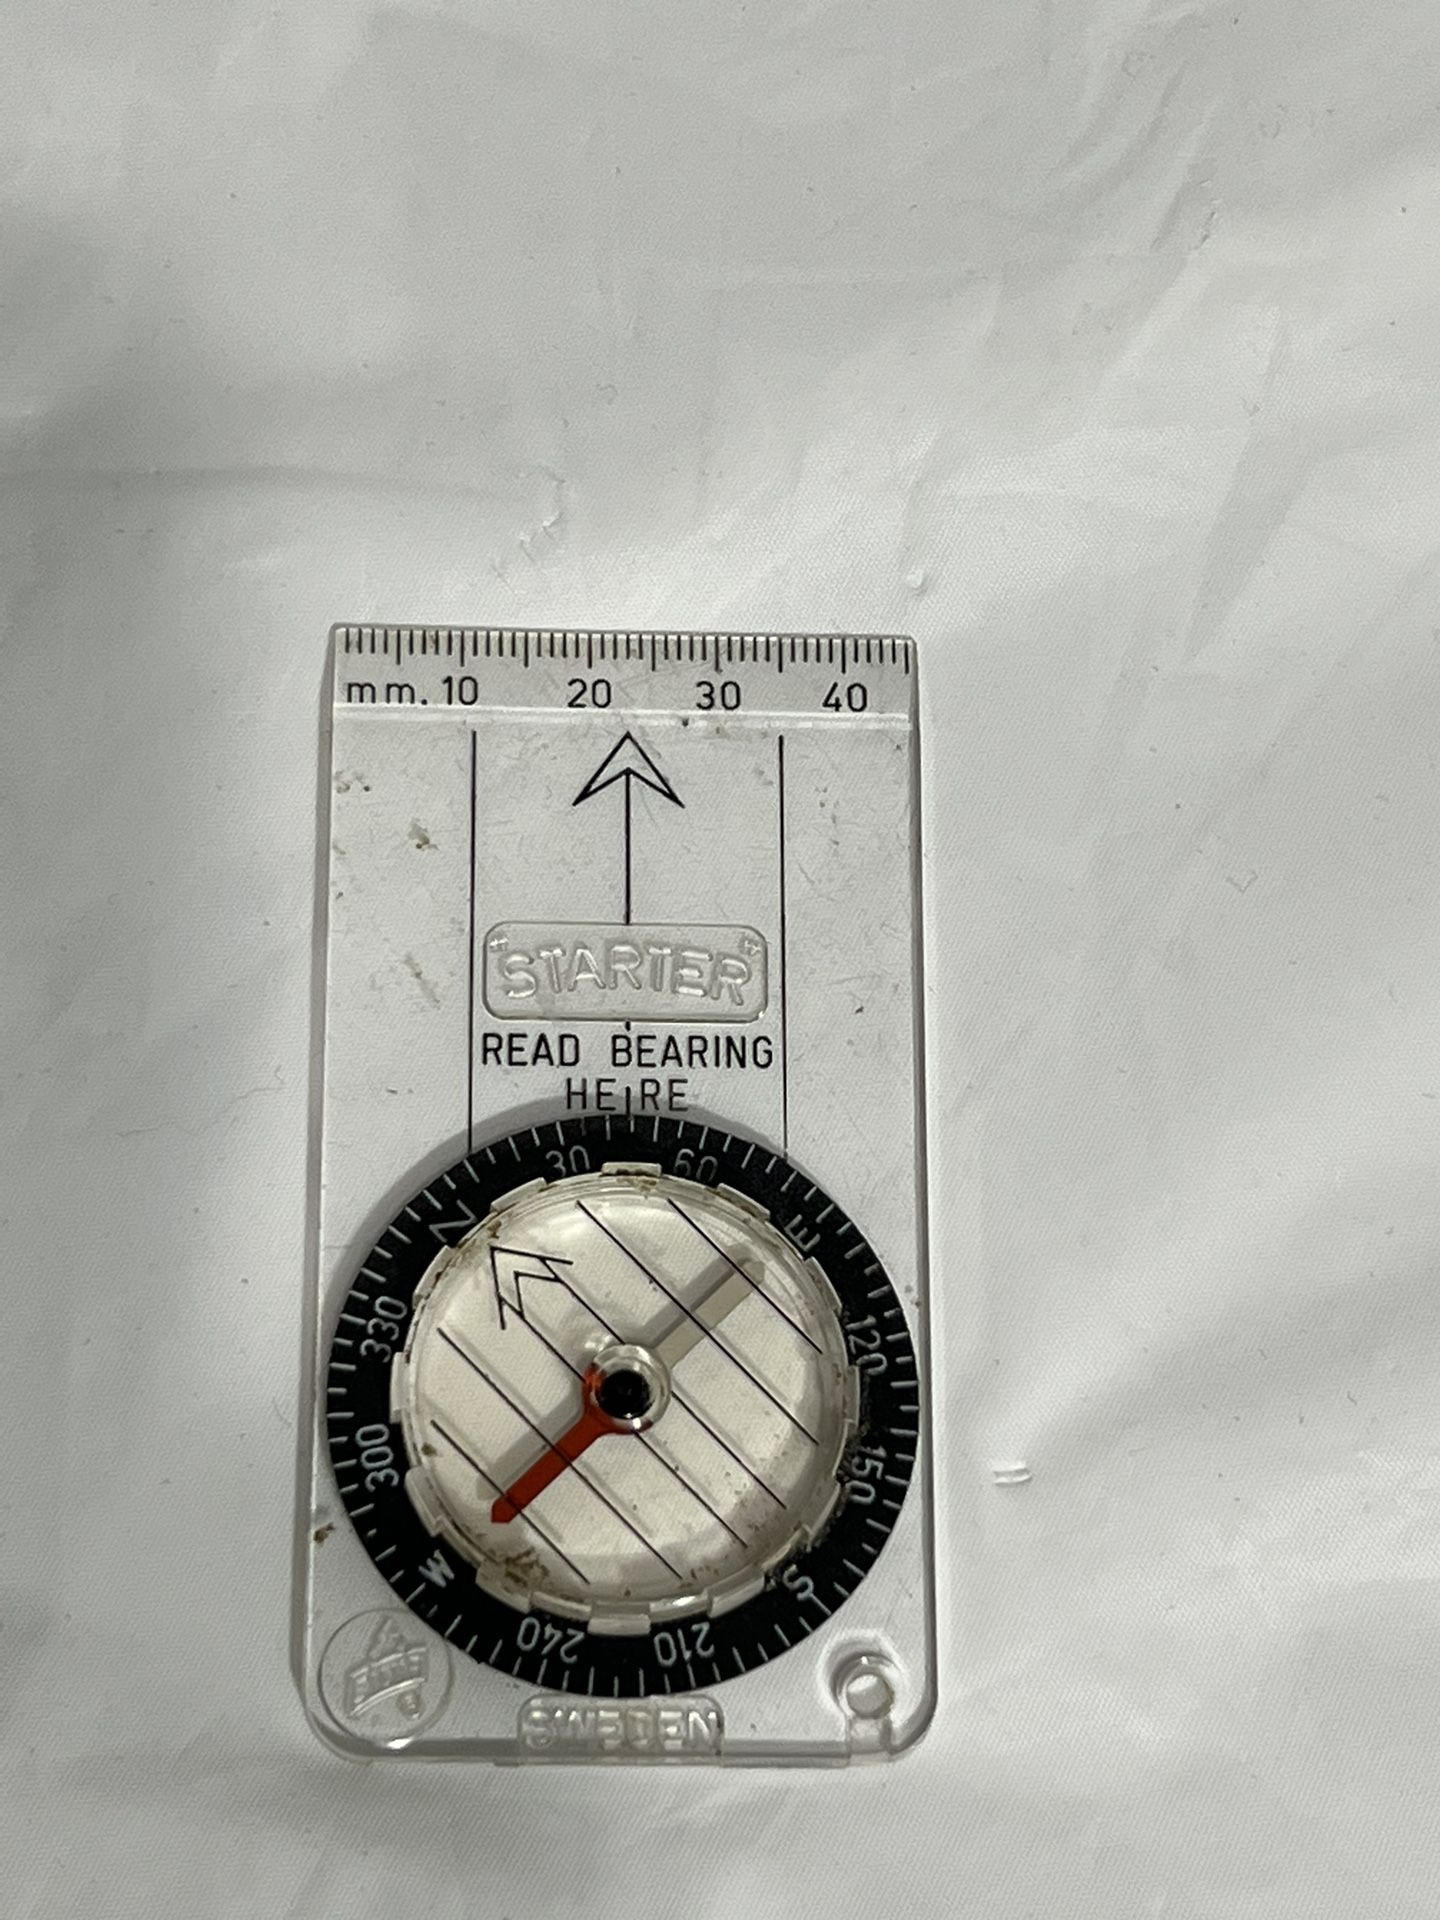 mm. 10 20 30 40
"STARTER"
READ BEARING
HERE
N 30 60 E 120 150 S 210 240 W 300 330
SWEDEN
®